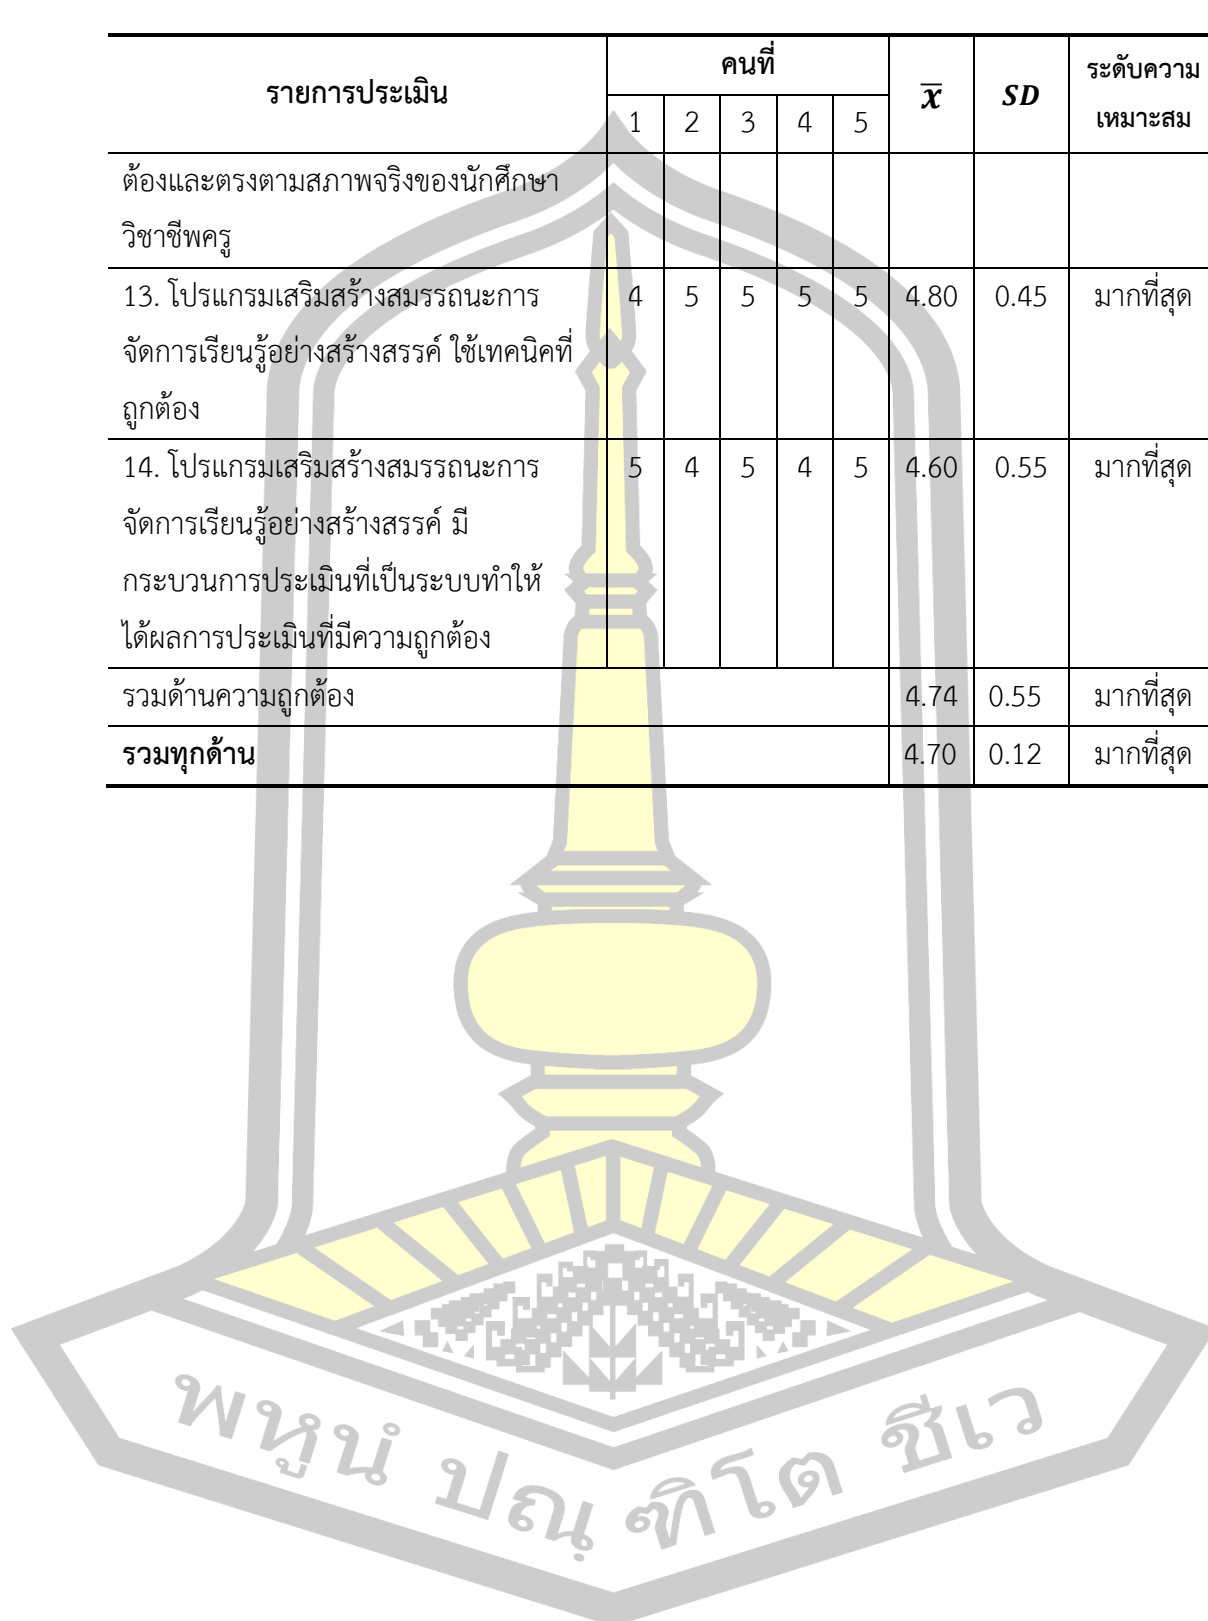 รายการประเมิน คนที่ x̄ SD ระดับความ
1 2 3 4 5 เหมาะสม
ต้องและตรงตามสภาพจริงของนักศึกษา
วิชาชีพครู
13. โปรแกรมเสริมสร้างสมรรถนะการ 4 5 5 5 5 4.80 0.45 มากที่สุด
จัดการเรียนรู้อย่างสร้างสรรค์ ใช้เทคนิคที่
ถูกต้อง
14. โปรแกรมเสริมสร้างสมรรถนะการ 5 4 5 4 5 4.60 0.55 มากที่สุด
จัดการเรียนรู้อย่างสร้างสรรค์ มี
กระบวนการประเมินที่เป็นระบบทำให้
ได้ผลการประเมินที่มีความถูกต้อง
รวมด้านความถูกต้อง 4.74 0.55 มากที่สุด
รวมทุกด้าน 4.70 0.12 มากที่สุด
พหูนํ ปณฺ ฑิโต ชีเว